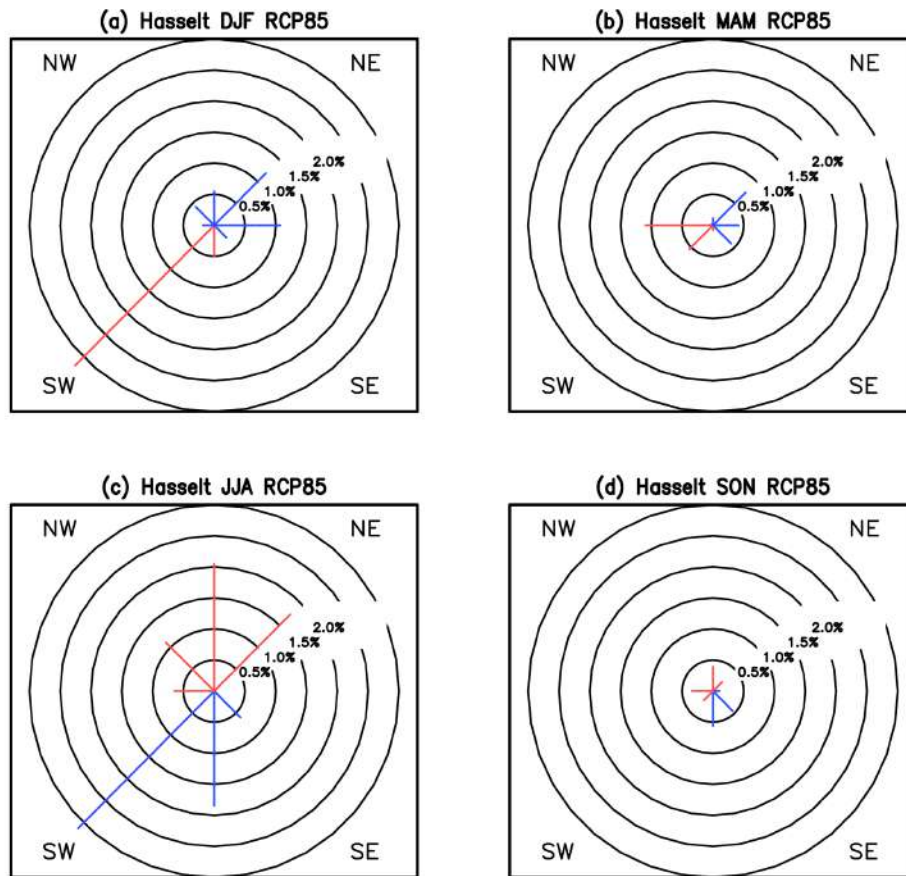 (a) Hasselt DJF RCP85
NW NE
2.0%
1.5%
1.0%
0.5%
SW SE
(b) Hasselt MAM RCP85
NW NE
2.0%
1.5%
1.0%
0.5%
SW SE
(c) Hasselt JJA RCP85
NW NE
2.0%
1.5%
1.0%
0.5%
SW SE
(d) Hasselt SON RCP85
NW NE
2.0%
1.5%
1.0%
0.5%
SW SE